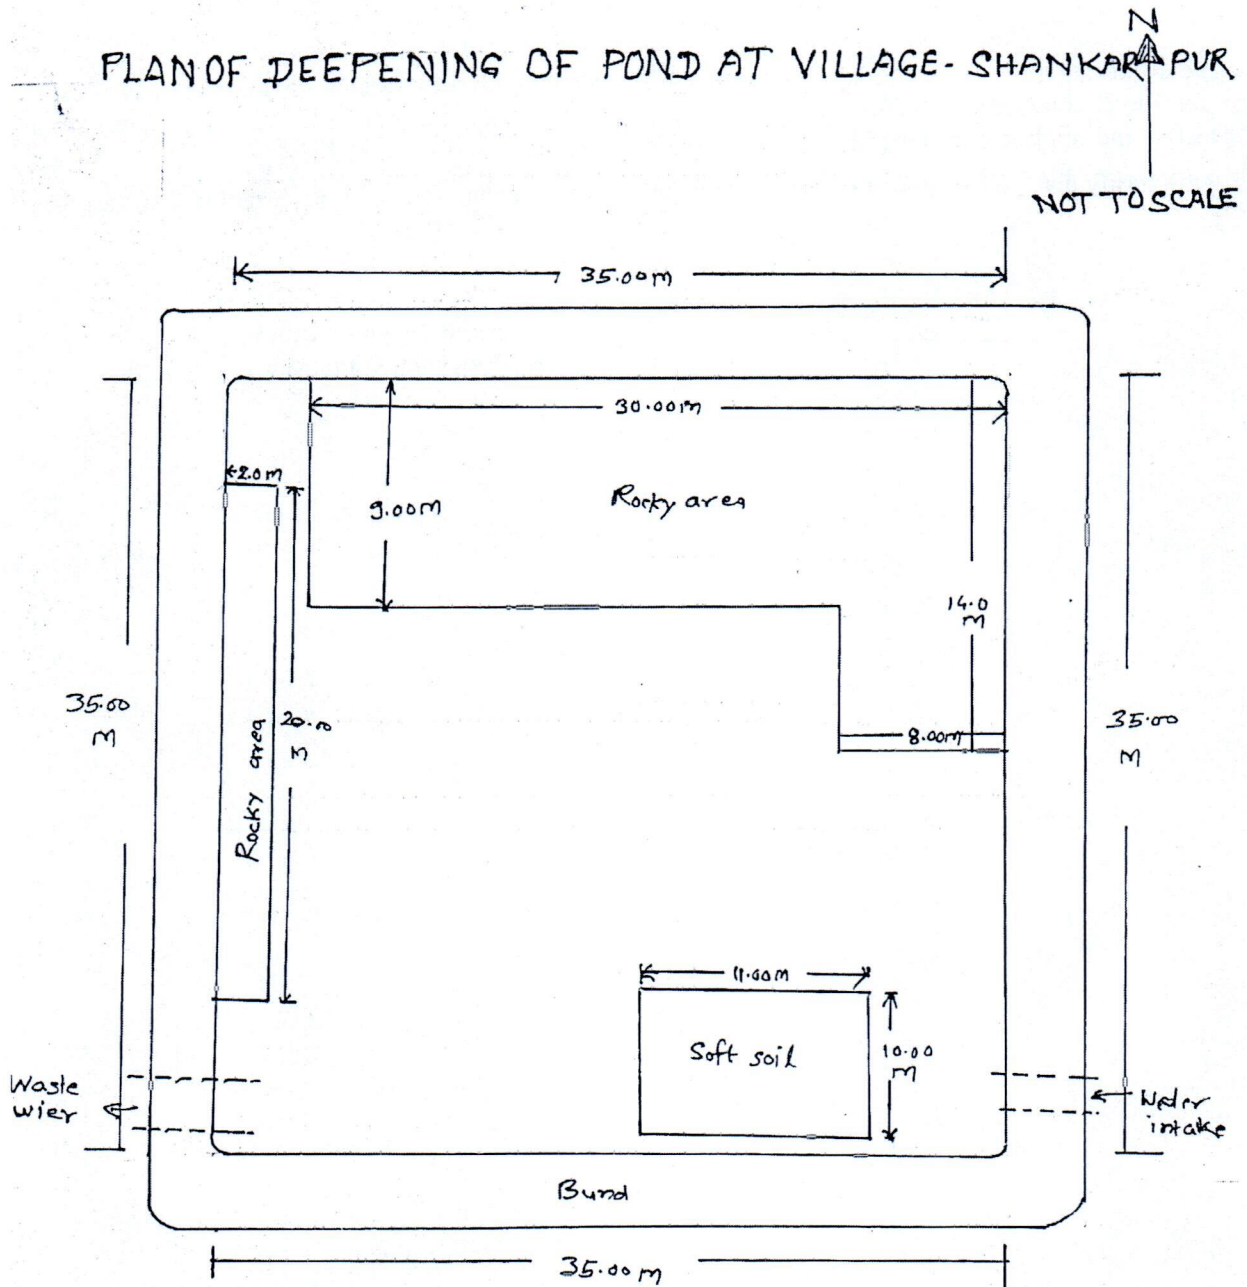 N
PLAN OF DEEPENING OF POND AT VILLAGE- SHANKAR PUR
NOT TO SCALE
35.00m
30.00m
2.0m
9.00m
Rocky area
14.0
m
35.00
M
20.00
m
Rocky area
8.00m
35.00
M
11.00m
Soft soil
10.00
m
Waste
wier
Water
intake
Bund
35.00m